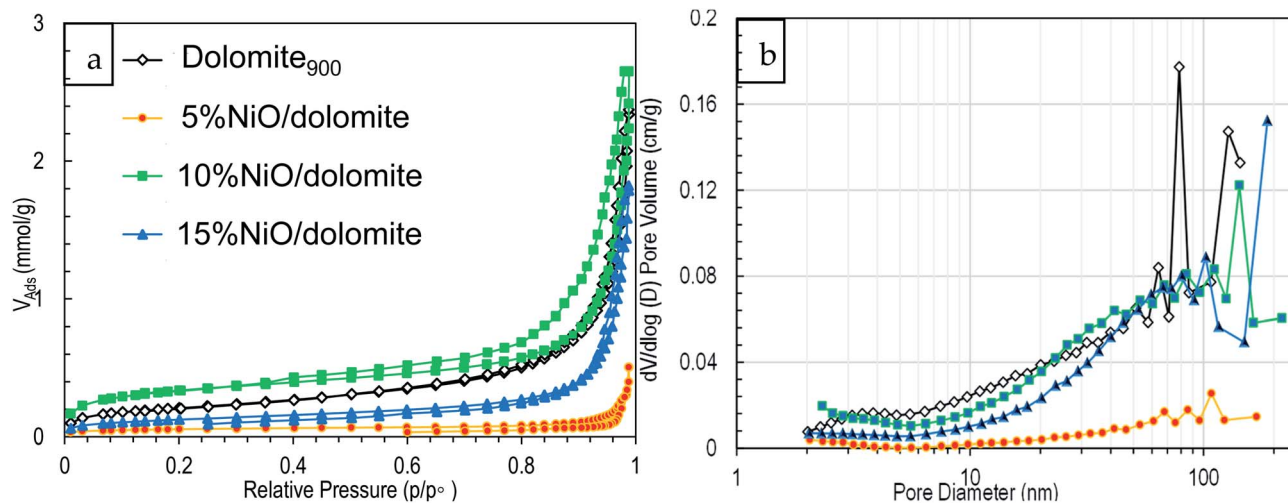 a
Dolomite900
5%NiO/dolomite
10%NiO/dolomite
15%NiO/dolomite
3
2
1
0
0
0.2
0.4
0.6
0.8
1
VAds (mmol/g)
Relative Pressure (p/p°)
b
0.2
0.16
0.12
0.08
0.04
0
1
10
100
dV/dlog (D) Pore Volume (cm/g)
Pore Diameter (nm)